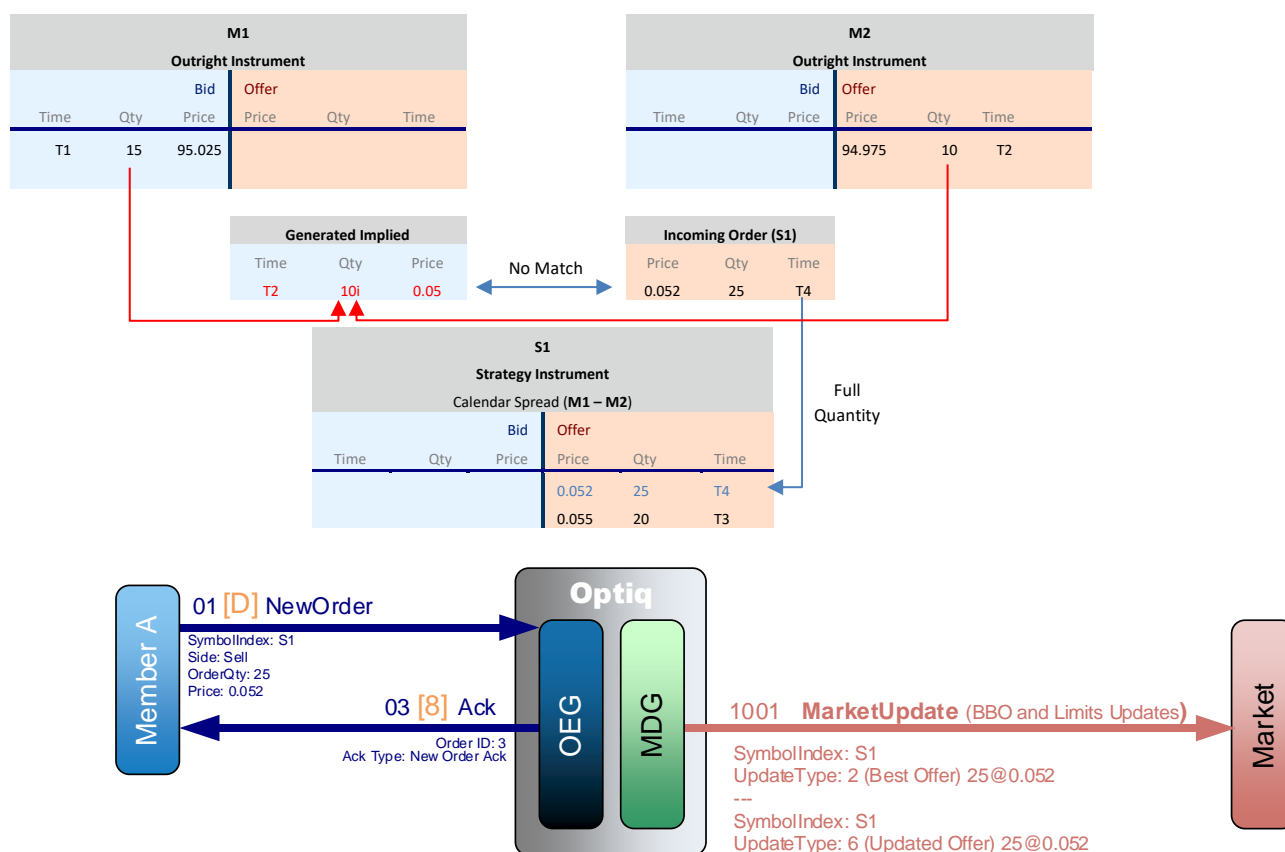 M1
Outright Instrument
Bid Offer
Time Qty Price Price Qty Time
T1 15 95.025
M2
Outright Instrument
Bid Offer
Time Qty Price Price Qty Time
94.975 10 T2
Generated Implied
Time Qty Price
T2 10i 0.05
No Match
Incoming Order (S1)
Price Qty Time
0.052 25 T4
S1
Strategy Instrument
Calendar Spread (M1 – M2)
Bid Offer
Time Qty Price Price Qty Time
0.052 25 T4
0.055 20 T3
Full
Quantity
Member A
01 [D] NewOrder
SymbolIndex: S1
Side: Sell
OrderQty: 25
Price: 0.052
03 [8] Ack
Order ID: 3
Ack Type: New Order Ack
Optiq
OEG
MDG
1001 MarketUpdate (BBO and Limits Updates)
SymbolIndex: S1
UpdateType: 2 (Best Offer) 25@0.052
---
SymbolIndex: S1
UpdateType: 6 (Updated Offer) 25@0.052
Market